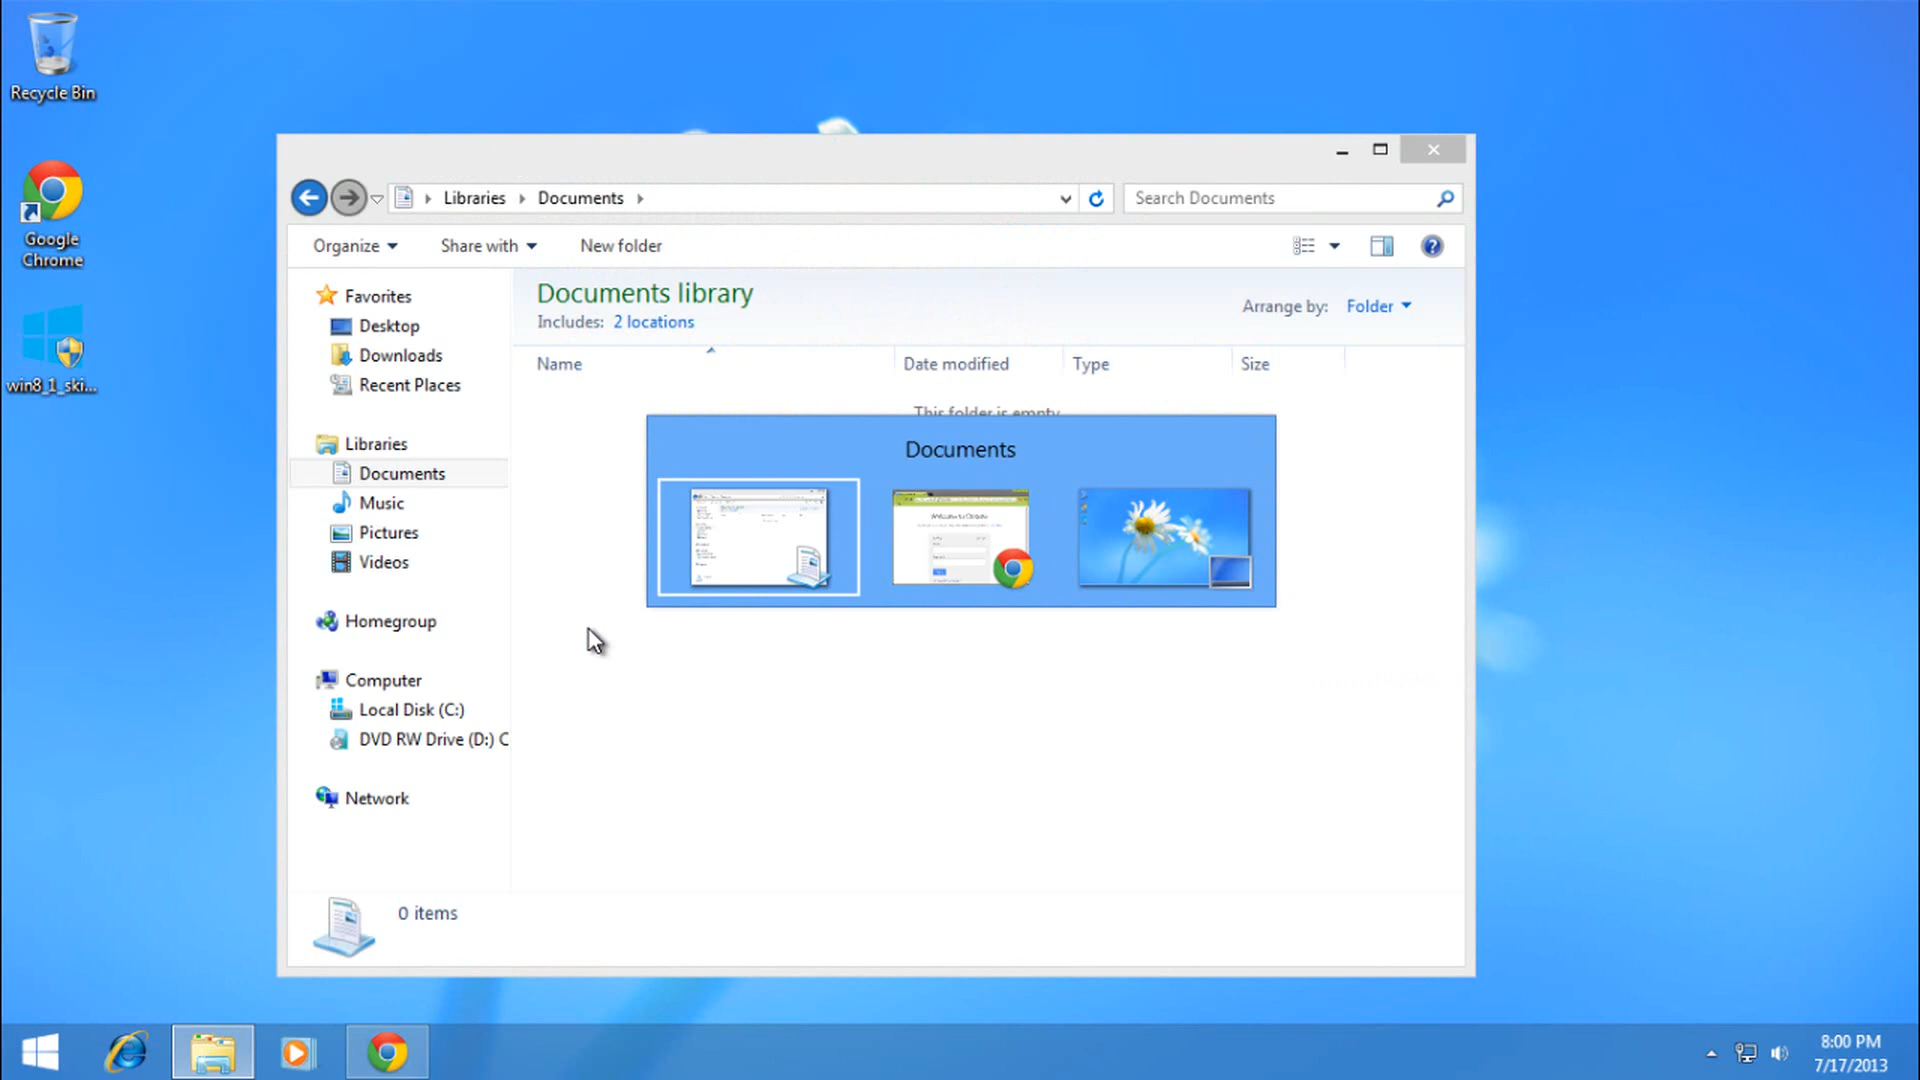 Recycle Bin
Google
Chrome
win8_1_ski...
Libraries
Documents
Search Documents
Organize
Share with
New folder
Documents library
Includes: 2 locations
Arrange by: Folder
Name
Date modified
Type
Size
This folder is empty
Favorites
Desktop
Downloads
Recent Places
Libraries
Documents
Music
Pictures
Videos
Homegroup
Computer
Local Disk (C:)
DVD RW Drive (D:) C
Network
Documents
0 items
8:00 PM
7/17/2013